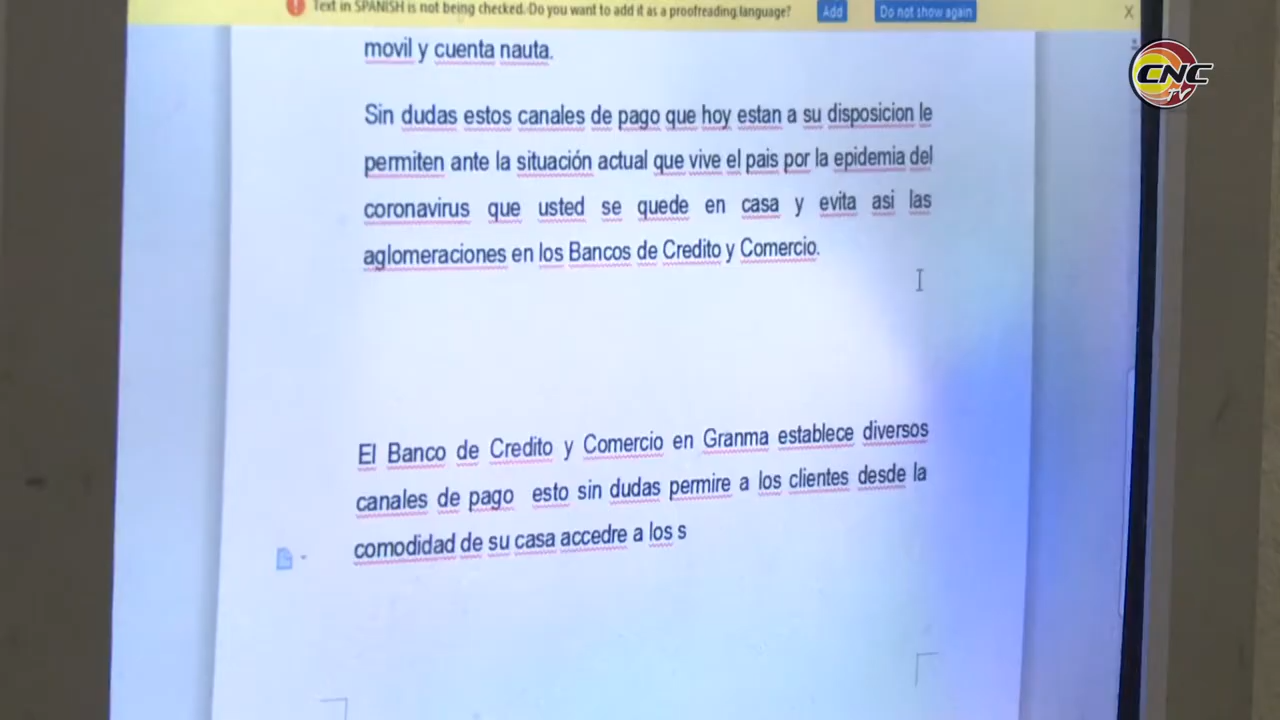 Text in SPANISH is not being checked. Do you want to add it as a proofreading language? Add Do not show again X
CNC
TV
movil y cuenta nauta.
Sin dudas estos canales de pago que hoy estan a su disposicion le
permiten ante la situación actual que vive el pais por la epidemia del
coronavirus que usted se quede en casa y evita asi las
aglomeraciones en los Bancos de Credito y Comercio.
El Banco de Credito y Comercio en Granma establece diversos
canales de pago esto sin dudas permire a los clientes desde la
comodidad de su casa accedre a los s